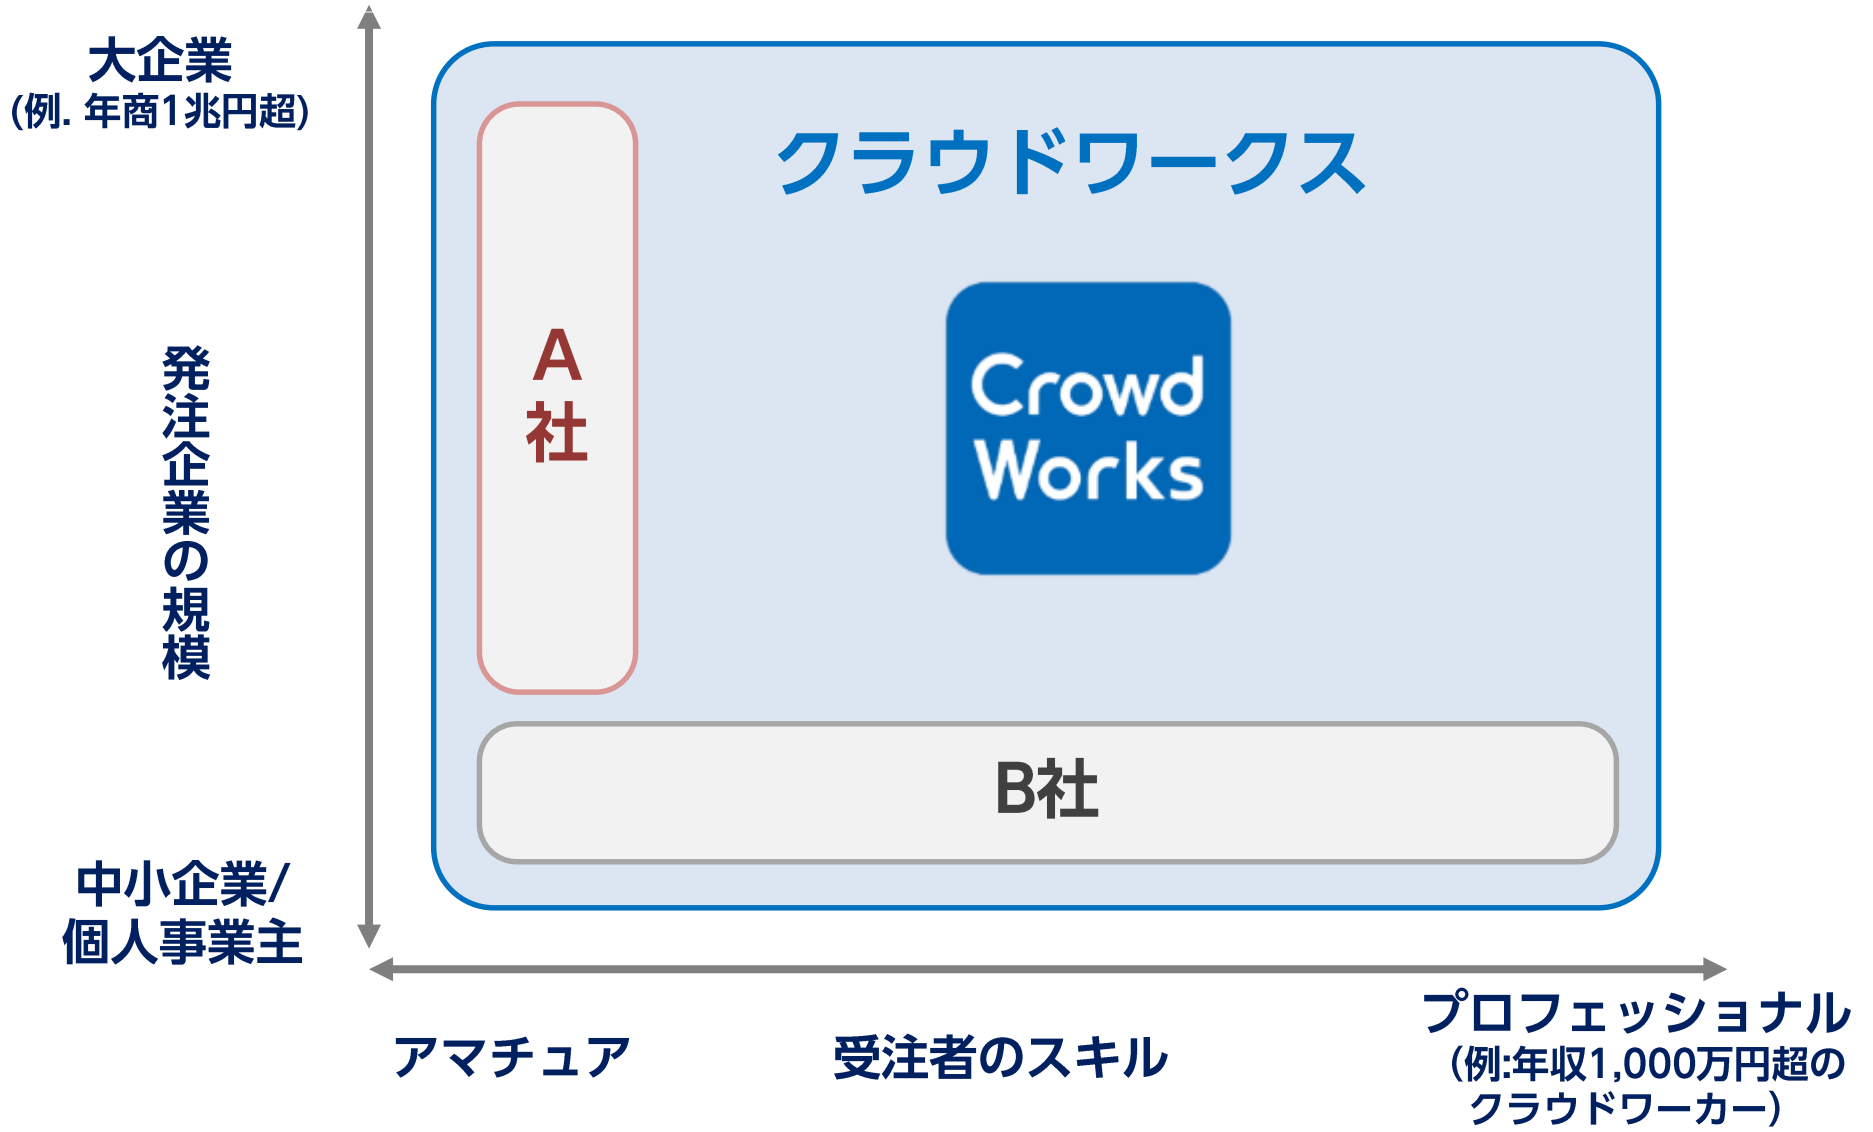 大企業
(例. 年商1兆円超)
クラウドワークス
A
社
Crowd
Works
発注企業の規模
B社
中小企業/
個人事業主
アマチュア
受注者のスキル
プロフェッショナル
(例:年収1,000万円超の
クラウドワーカー)